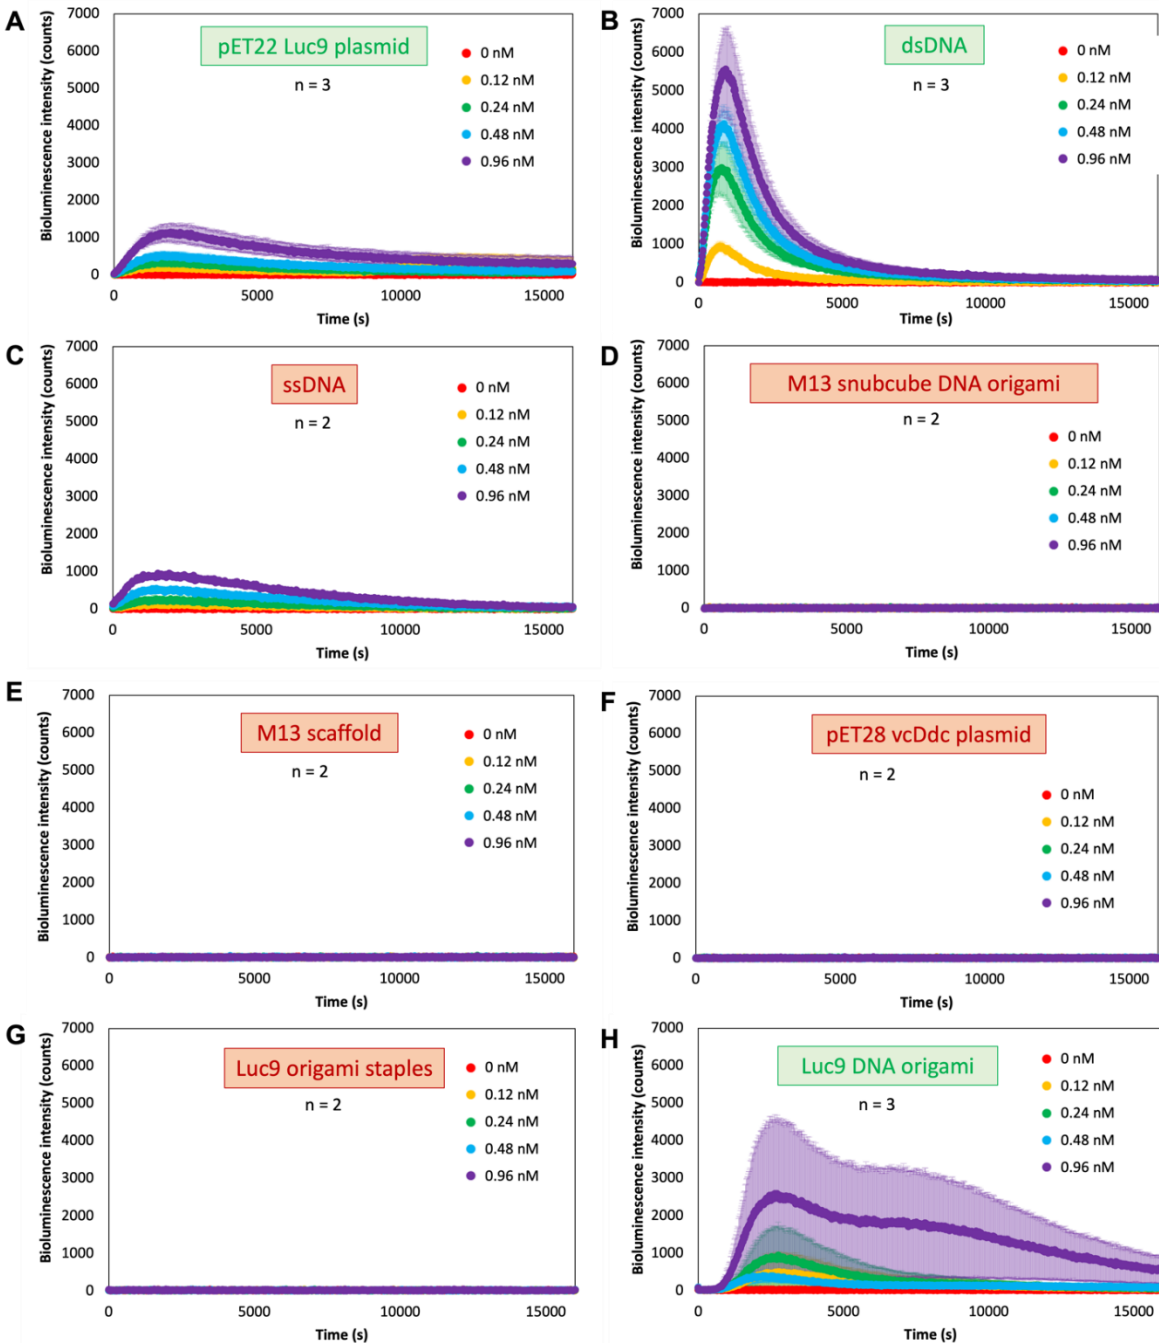 A
Bioluminescence intensity (counts)
7000
6000
5000
4000
3000
2000
1000
0
pET22 Luc9 plasmid
n = 3
0 nM
0.12 nM
0.24 nM
0.48 nM
0.96 nM
0
5000
10000
15000
Time (s)
B
Bioluminescence intensity (counts)
7000
6000
5000
4000
3000
2000
1000
0
dsDNA
n = 3
0 nM
0.12 nM
0.24 nM
0.48 nM
0.96 nM
0
5000
10000
15000
Time (s)
C
Bioluminescence intensity (counts)
7000
6000
5000
4000
3000
2000
1000
0
ssDNA
n = 2
0 nM
0.12 nM
0.24 nM
0.48 nM
0.96 nM
0
5000
10000
15000
Time (s)
D
Bioluminescence intensity (counts)
7000
6000
5000
4000
3000
2000
1000
0
M13 snubcube DNA origami
n = 2
0 nM
0.12 nM
0.24 nM
0.48 nM
0.96 nM
0
5000
10000
15000
Time (s)
E
Bioluminescence intensity (counts)
7000
6000
5000
4000
3000
2000
1000
0
M13 scaffold
n = 2
0 nM
0.12 nM
0.24 nM
0.48 nM
0.96 nM
0
5000
10000
15000
Time (s)
F
Bioluminescence intensity (counts)
7000
6000
5000
4000
3000
2000
1000
0
pET28 vcDdc plasmid
n = 2
0 nM
0.12 nM
0.24 nM
0.48 nM
0.96 nM
0
5000
10000
15000
Time (s)
G
Bioluminescence intensity (counts)
7000
6000
5000
4000
3000
2000
1000
0
Luc9 origami staples
n = 2
0 nM
0.12 nM
0.24 nM
0.48 nM
0.96 nM
0
5000
10000
15000
Time (s)
H
Bioluminescence intensity (counts)
7000
6000
5000
4000
3000
2000
1000
0
Luc9 DNA origami
n = 3
0 nM
0.12 nM
0.24 nM
0.48 nM
0.96 nM
0
5000
10000
15000
Time (s)